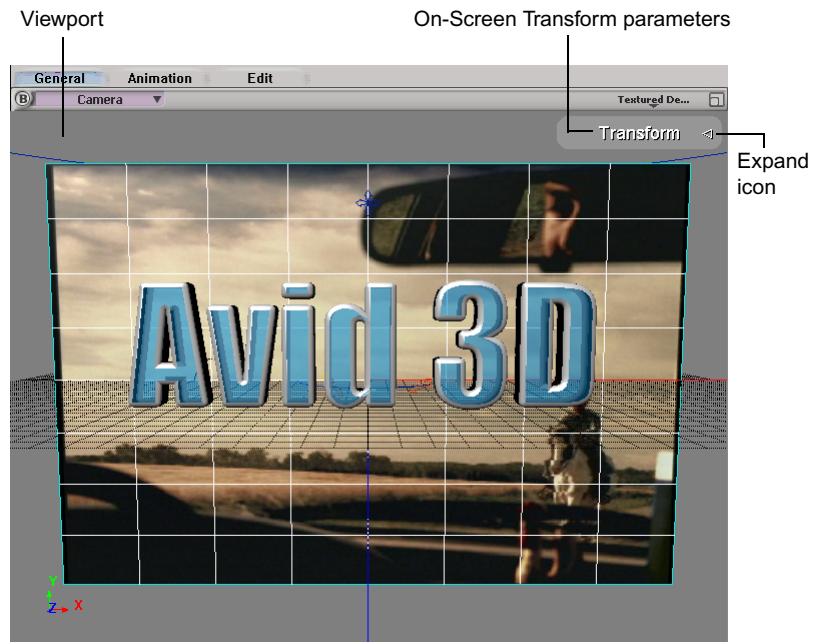 Viewport
On-Screen Transform parameters
General Animation Edit
B Camera Textured De...
Transform
Expand
icon
Avid 3D
Y
Z X